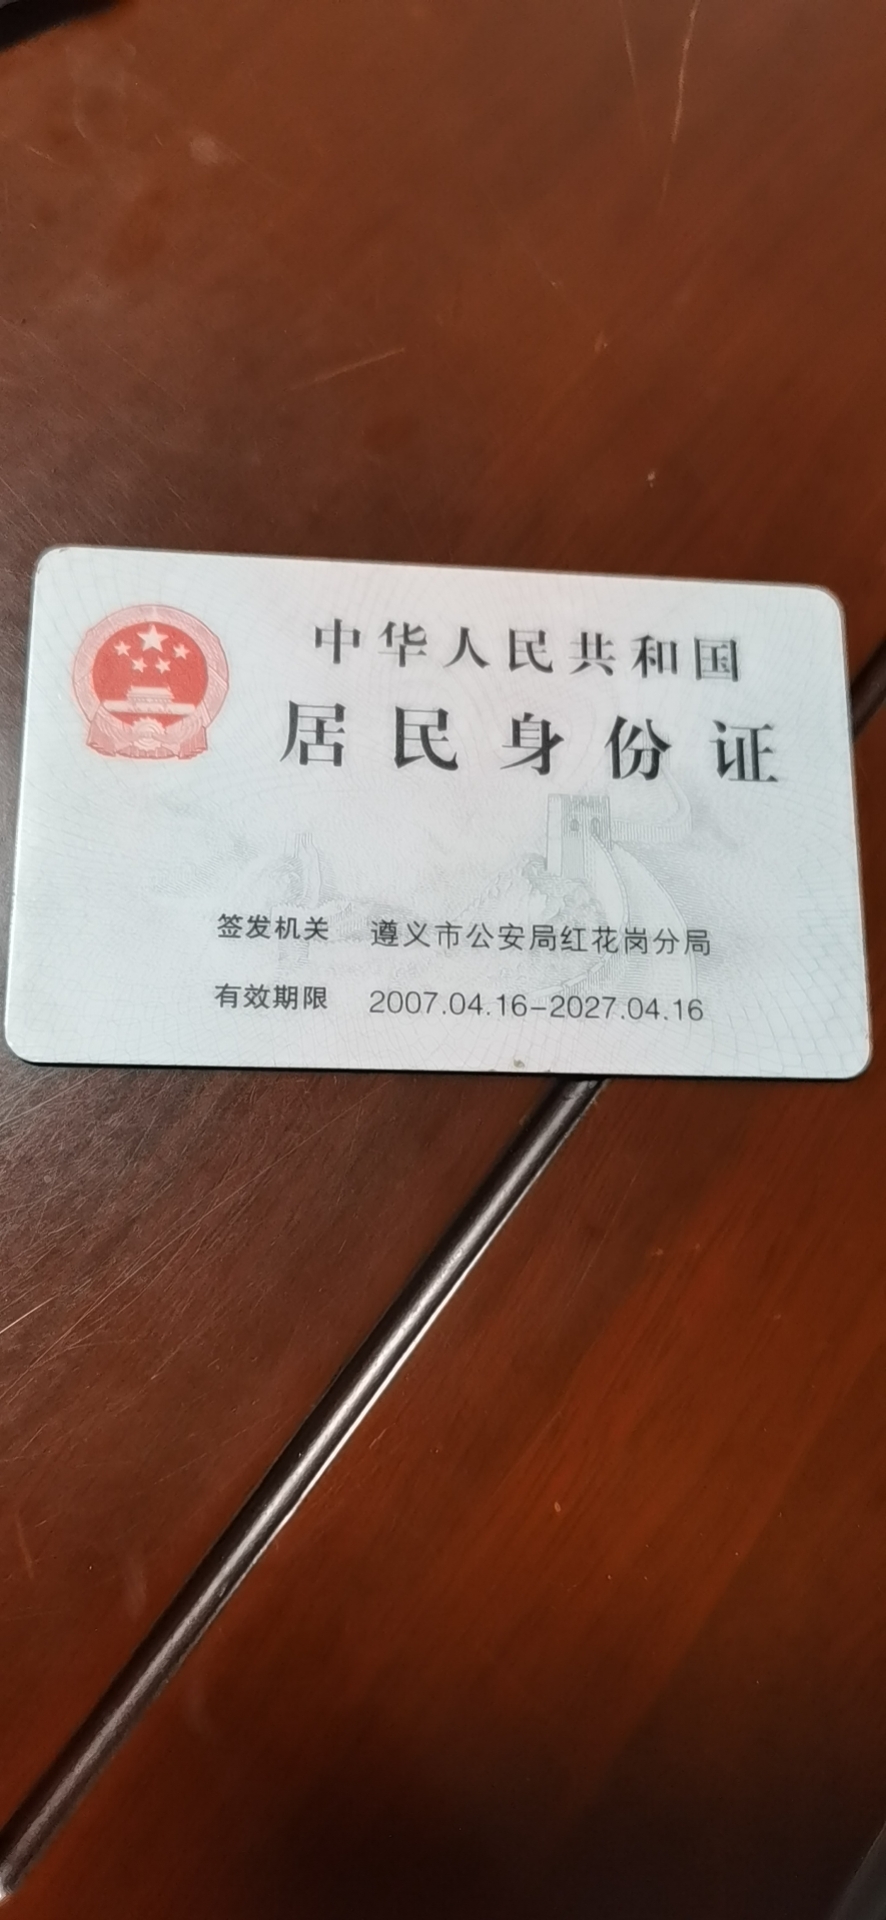 中华人民共和国
居民身份证
签发机关 遵义市公安局红花岗分局
有效期限 2007.04.16-2027.04.16